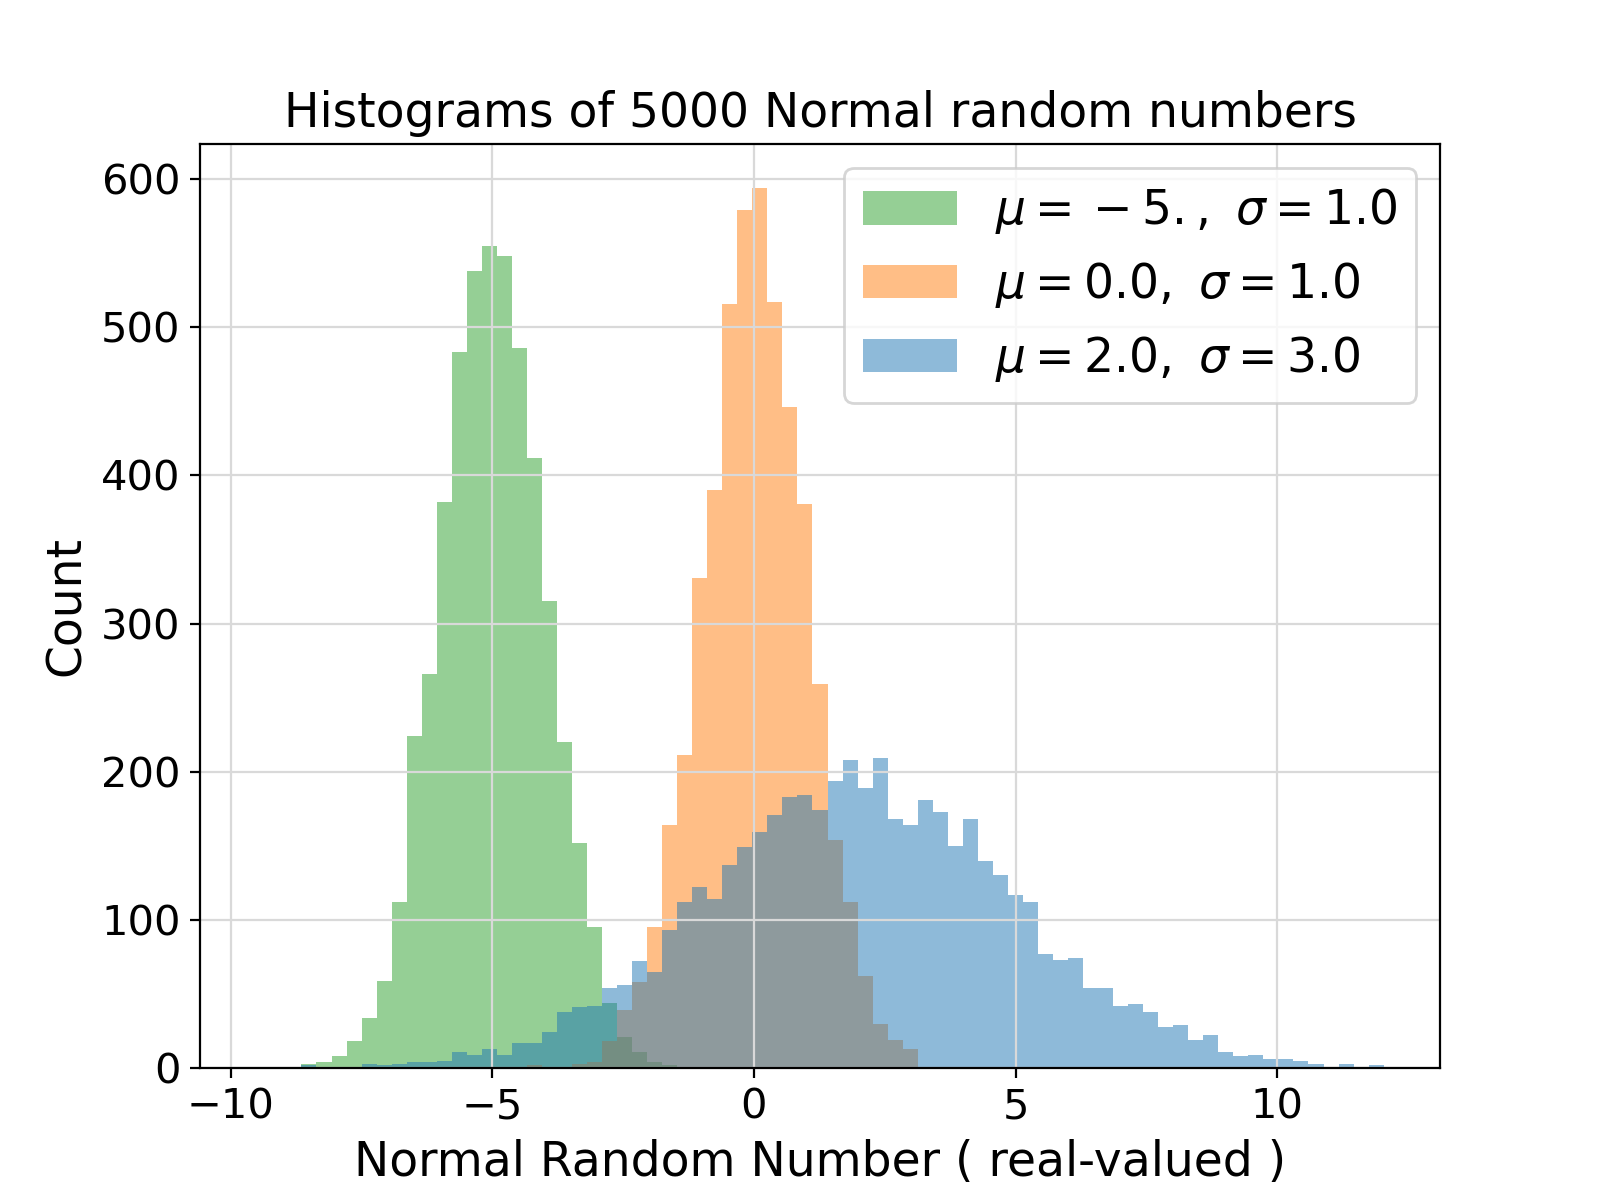 Histograms of 5000 Normal random numbers
600
500
400
300
200
100
0
Count
μ = −5. , σ = 1.0
μ = 0.0, σ = 1.0
μ = 2.0, σ = 3.0
−10 −5 0 5 10
Normal Random Number ( real-valued )